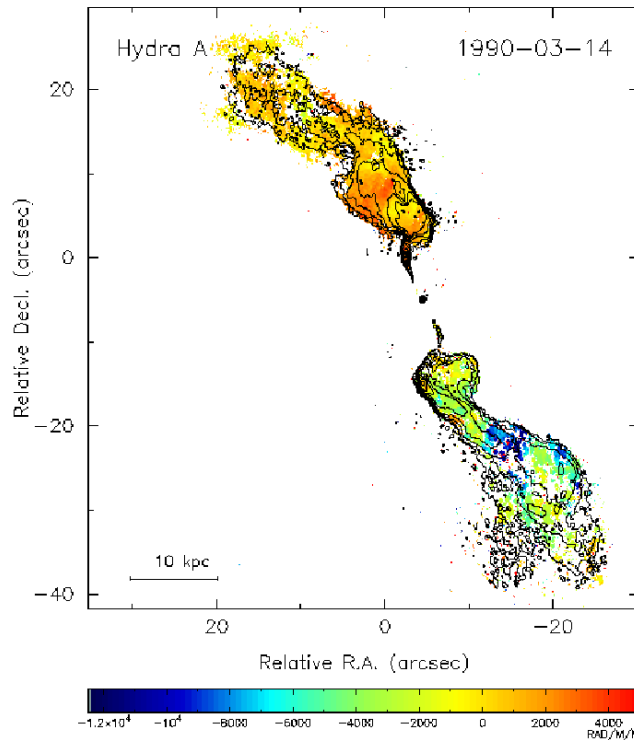 Hydra A 1990-03-14
20
0
−20
−40
Relative Decl. (arcsec)
10 kpc
20 0 −20
Relative R.A. (arcsec)
−1.2×10⁴ −10⁴ −8000 −6000 −4000 −2000 0 2000 4000
RAD/M/M